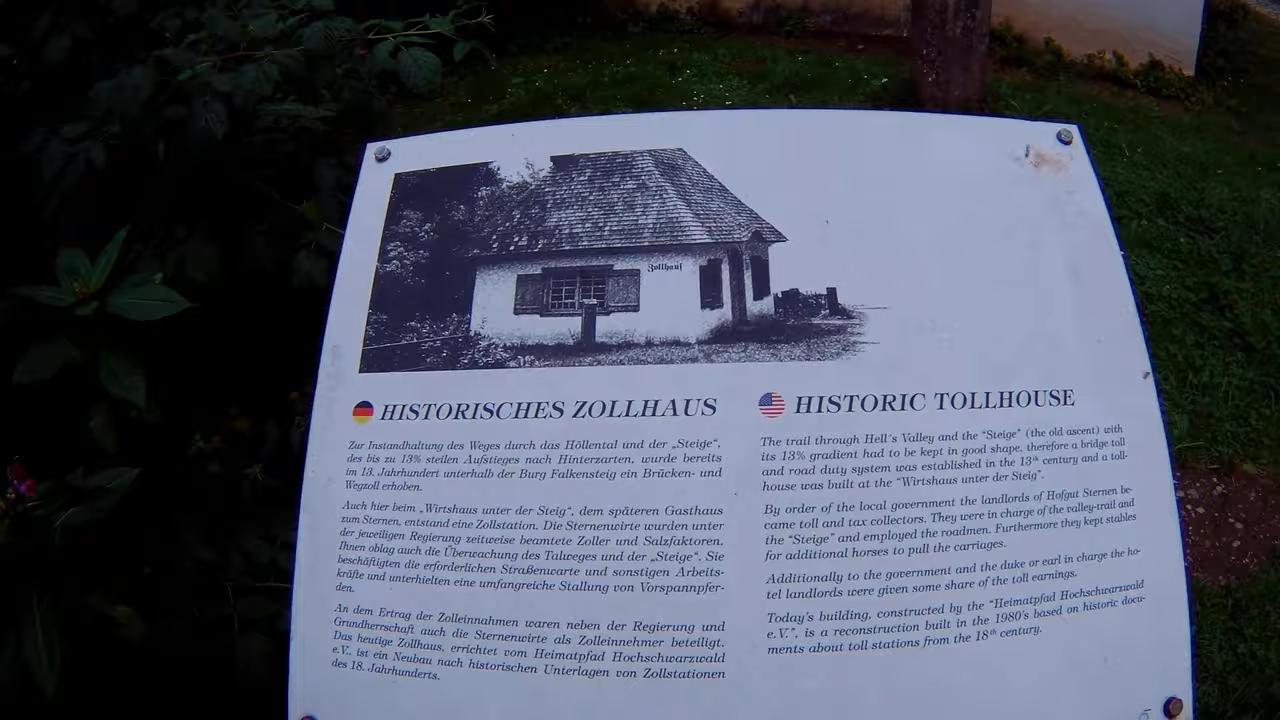 Zollhauſ
HISTORISCHES ZOLLHAUS
Zur Instandhaltung des Weges durch das Höllental und der „Steige“,
des bis zu 13% steilen Aufstieges nach Hinterzarten, wurde bereits
im 13. Jahrhundert unterhalb der Burg Falkensteig ein Brücken- und
Wegzoll erhoben.
Auch hier beim „Wirtshaus unter der Steig“, dem späteren Gasthaus
zum Sternen, entstand eine Zollstation. Die Sternenwirte wurden unter
der jeweiligen Regierung zeitweise beamtete Zoller und Salzfaktoren.
Ihnen oblag auch die Überwachung des Talweges und der „Steige“. Sie
beschäftigten die erforderlichen Straßenwarte und sonstigen Arbeits-
kräfte und unterhielten eine umfangreiche Stallung von Vorspannpfer-
den.
An dem Ertrag der Zolleinnahmen waren neben der Regierung und
Grundherrschaft auch die Sternenwirte als Zolleinnehmer beteiligt.
Das heutige Zollhaus, errichtet vom Heimatpfad Hochschwarzwald
e.V., ist ein Neubau nach historischen Unterlagen von Zollstationen
des 18. Jahrhunderts.
HISTORIC TOLLHOUSE
The trail through Hell's Valley and the “Steige” (the old ascent) with
its 13% gradient had to be kept in good shape, therefore a bridge toll
and road duty system was established in the 13th century and a toll-
house was built at the “Wirtshaus unter der Steig”.
By order of the local government the landlords of Hofgut Sternen be-
came toll and tax collectors. They were in charge of the valley-trail and
the “Steige” and employed the roadmen. Furthermore they kept stables
for additional horses to pull the carriages.
Additionally to the government and the duke or earl in charge the ho-
tel landlords were given some share of the toll earnings.
Today's building, constructed by the “Heimatpfad Hochschwarzwald
e.V.”, is a reconstruction built in the 1980's based on historic docu-
ments about toll stations from the 18th century.